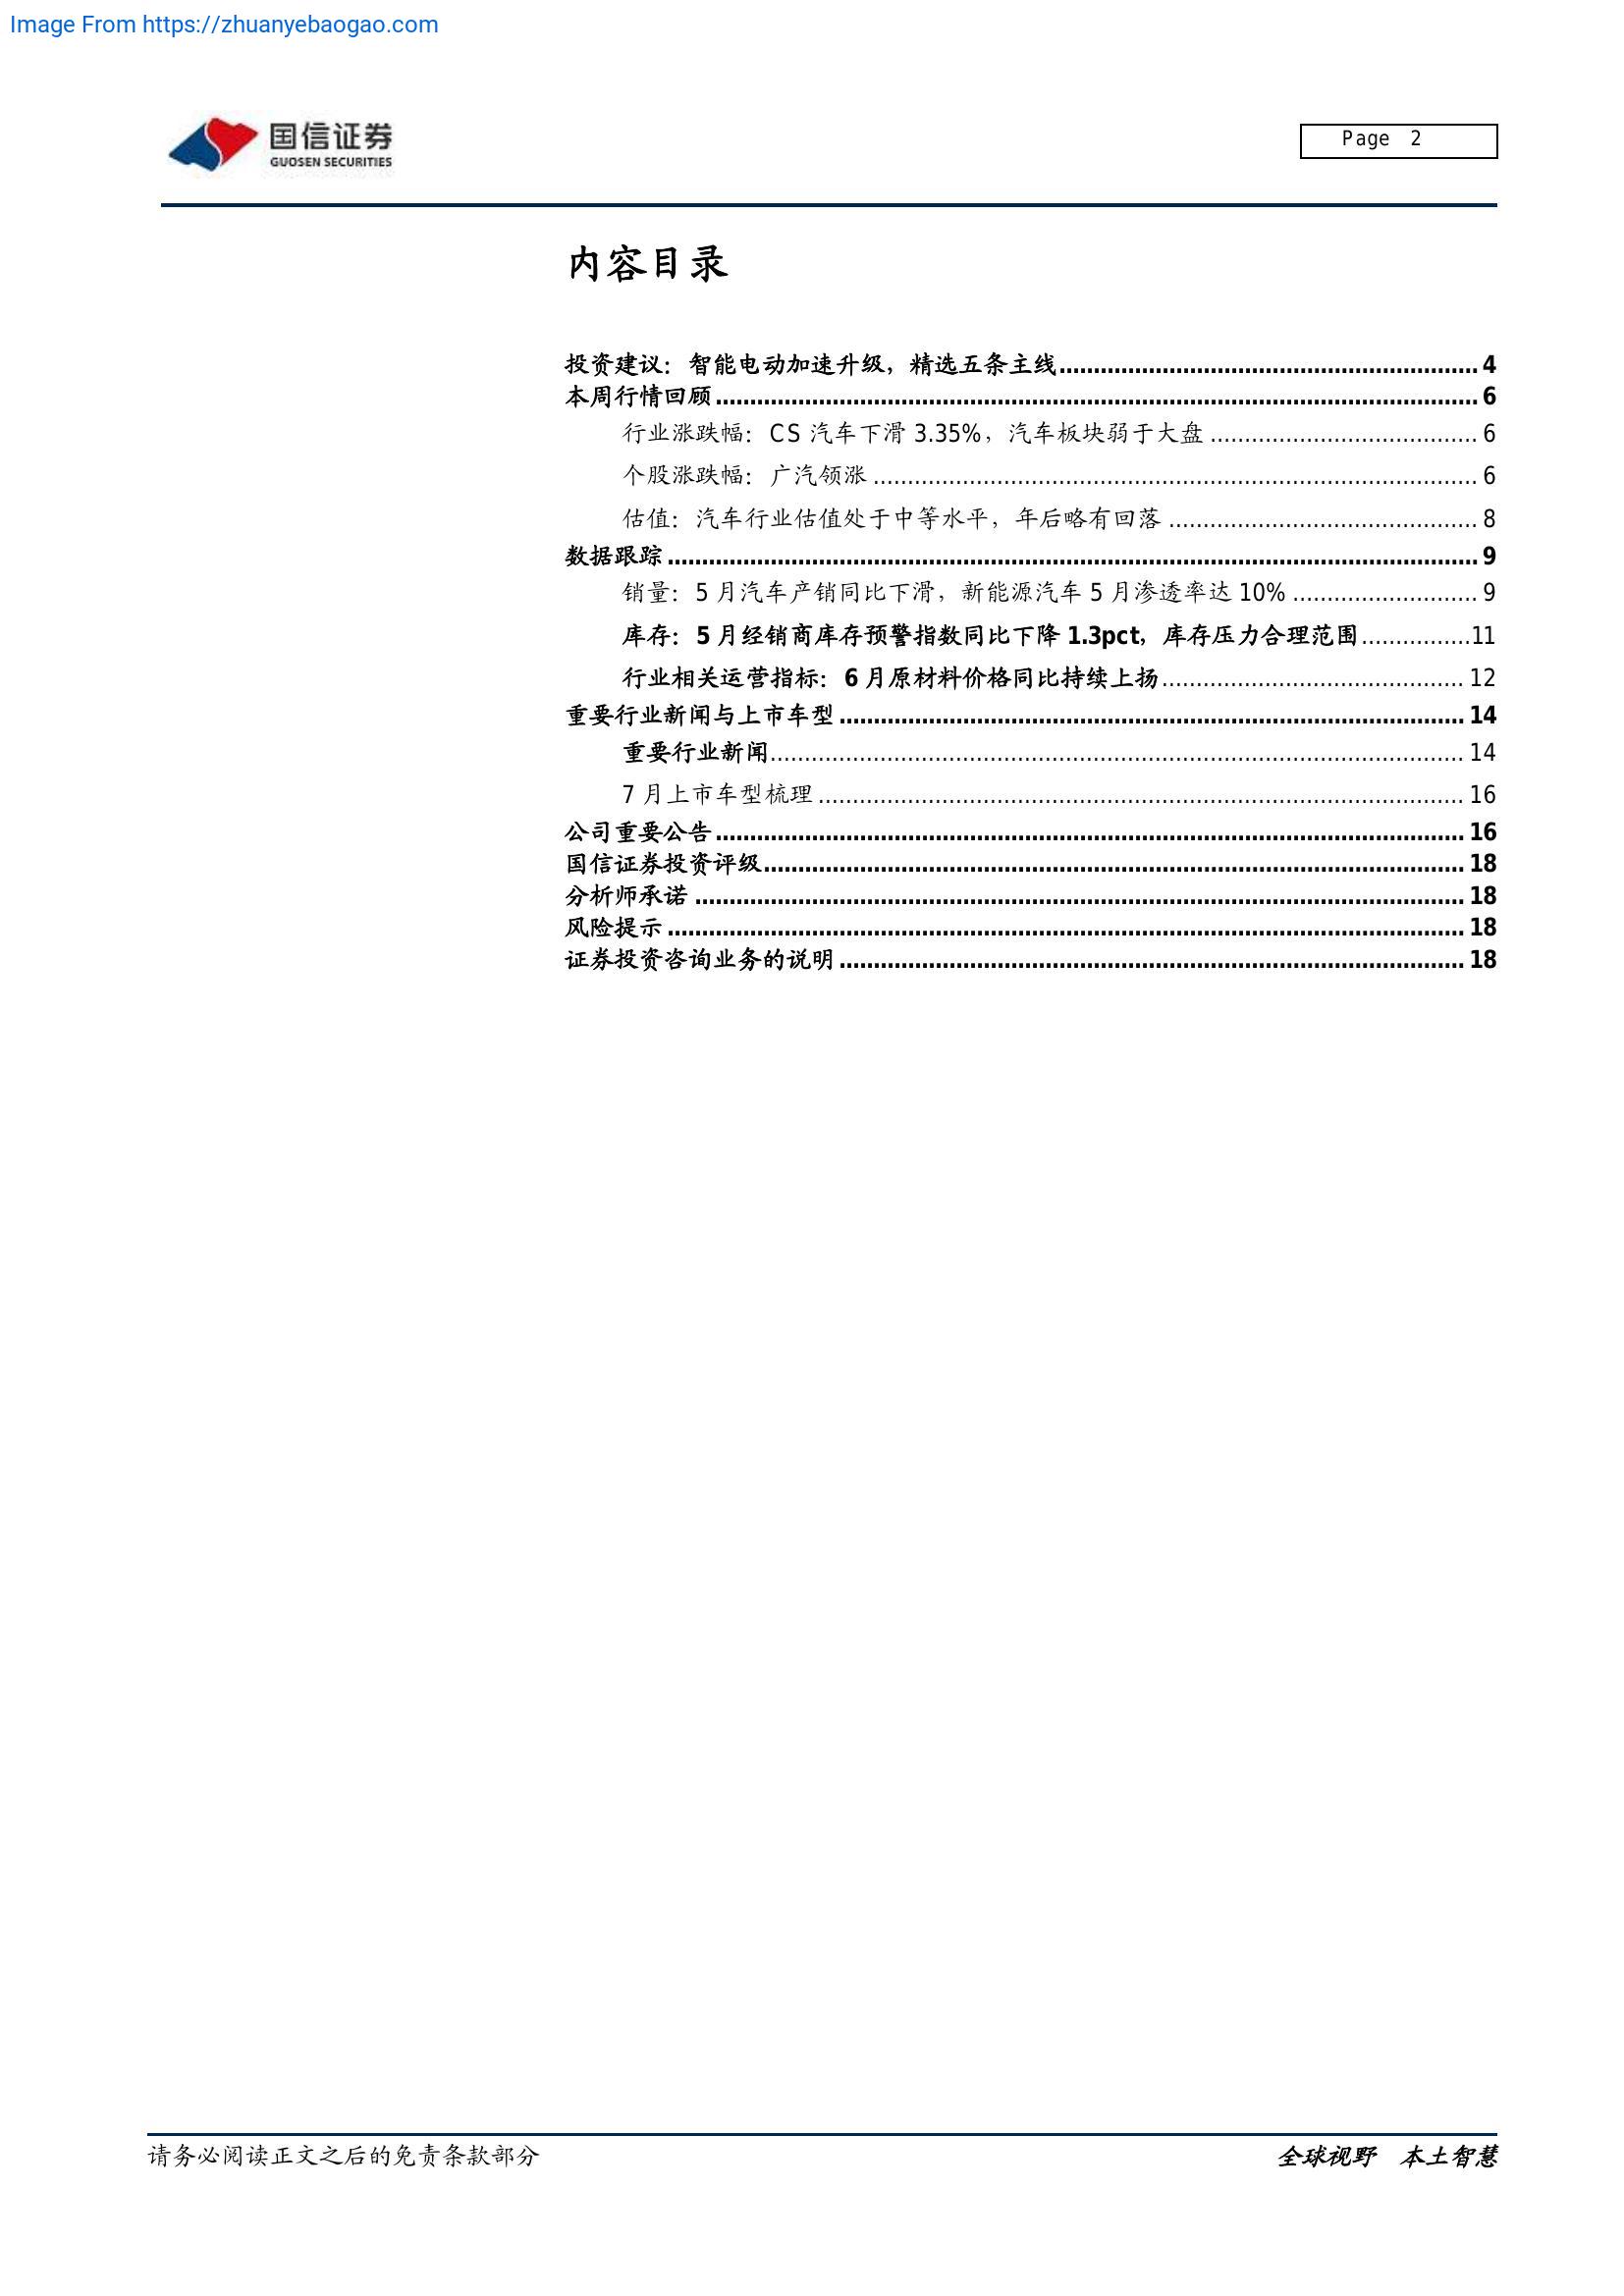 Image From https://zhuanyebaogao.com
国信证券
GUOSEN SECURITIES
Page 2
内容目录
投资建议：智能电动加速升级，精选五条主线........................................................... 4
本周行情回顾............................................................................................................. 6
行业涨跌幅：CS 汽车下滑 3.35%，汽车板块弱于大盘 ....................................... 6
个股涨跌幅：广汽领涨 ........................................................................................ 6
估值：汽车行业估值处于中等水平，年后略有回落 ............................................. 8
数据跟踪 .................................................................................................................... 9
销量：5 月汽车产销同比下滑，新能源汽车 5 月渗透率达 10% ........................... 9
库存：5 月经销商库存预警指数同比下降 1.3pct，库存压力合理范围................11
行业相关运营指标：6 月原材料价格同比持续上扬............................................ 12
重要行业新闻与上市车型 ......................................................................................... 14
重要行业新闻..................................................................................................... 14
7 月上市车型梳理 .............................................................................................. 16
公司重要公告........................................................................................................... 16
国信证券投资评级.................................................................................................... 18
分析师承诺 .............................................................................................................. 18
风险提示 .................................................................................................................. 18
证券投资咨询业务的说明 ......................................................................................... 18
请务必阅读正文之后的免责条款部分
全球视野 本土智慧